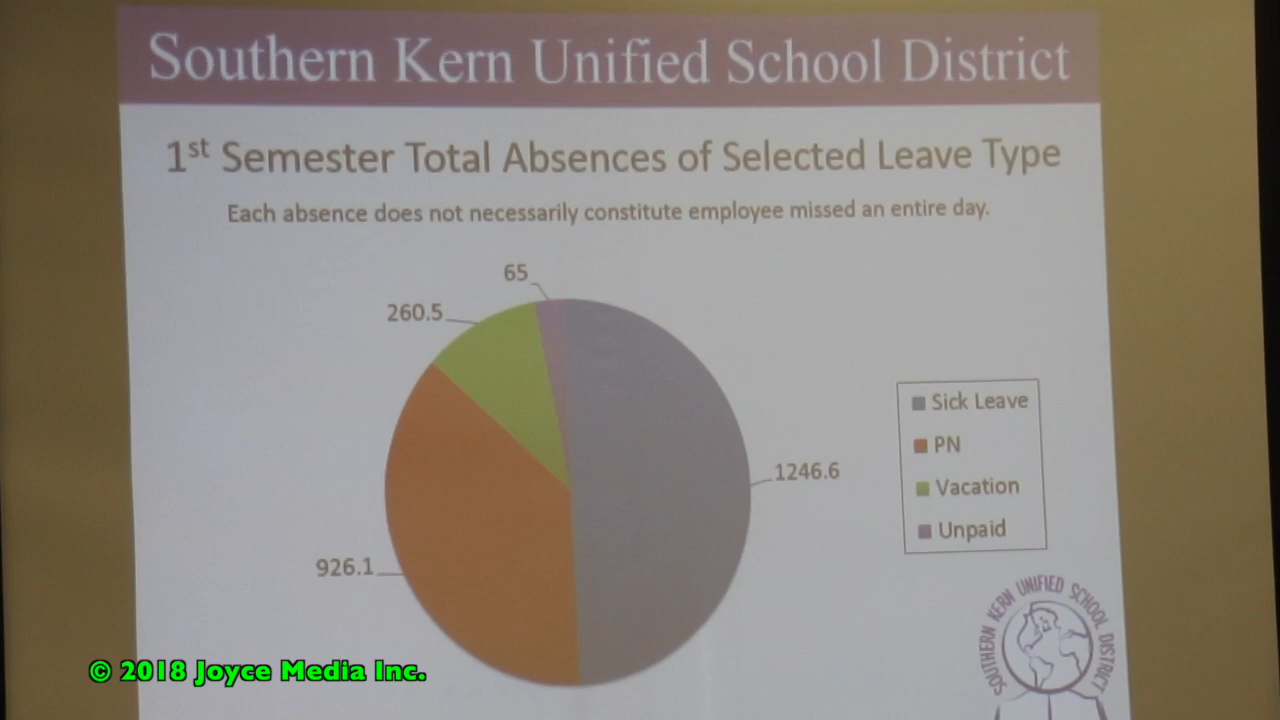 Southern Kern Unified School District
1st Semester Total Absences of Selected Leave Type
Each absence does not necessarily constitute employee missed an entire day.
65
260.5
1246.6
926.1
Sick Leave
PN
Vacation
Unpaid
SOUTHERN KERN UNIFIED SCHOOL DISTRICT
© 2018 Joyce Media Inc.